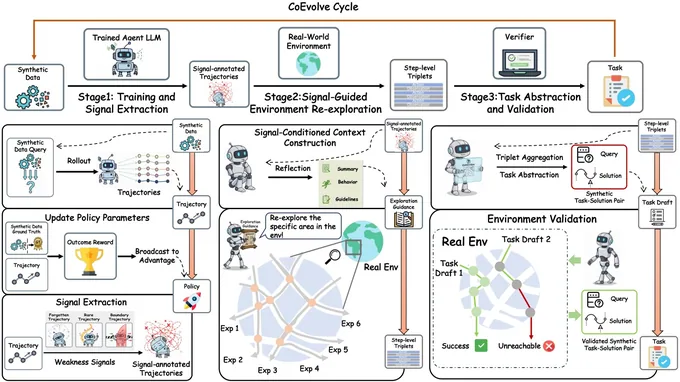 CoEvolve Cycle
Synthetic
Data
Trained Agent LLM
Stage1: Training and
Signal Extraction
Signal-annotated
Trajectories
Real-World
Environment
Stage2:Signal-Guided
Environment Re-exploration
Step-level
Triplets
Verifier
Stage3:Task Abstraction
and Validation
Task
Synthetic
Data Query
Rollout
Trajectories
Synthetic
Data
Trajectory
Update Policy Parameters
Synthetic Data
Ground Truth
Trajectory
Outcome Reward
Broadcast to
Advantage
Policy
Signal Extraction
Trajectory
Forgotten
Trajectory
Rare
Trajectory
Boundary
Trajectory
Weakness Signals
Signal-annotated
Trajectories
Signal-Conditioned Context
Construction
Reflection
Summary
Behavior
Guidelines
Signal-annotated
Trajectories
Exploration
Guidance
Exploration
Guidance
Re-explore the
specific area in the
env!
Real Env
Exp 1
Exp 2
Exp 3
Exp 4
Exp 5
Exp 6
Step-level
Triplets
Triplet Aggregation
Task Abstraction
Query
Solution
Synthetic
Task-Solution Pair
Step-level
Triplets
Task Draft
Environment Validation
Real Env
Task Draft 2
Task
Draft 1
Success
Unreachable
Query
Solution
Validated Synthetic
Task-Solution Pair
Task